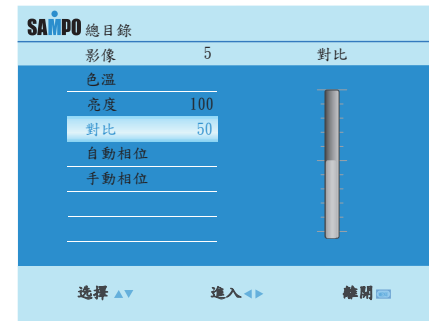 SAMPO 總目錄
影像 5 對比
色溫
亮度 100
對比 50
自動相位
手動相位
选擇 ▲▼ 進入 ◀▶ 離開